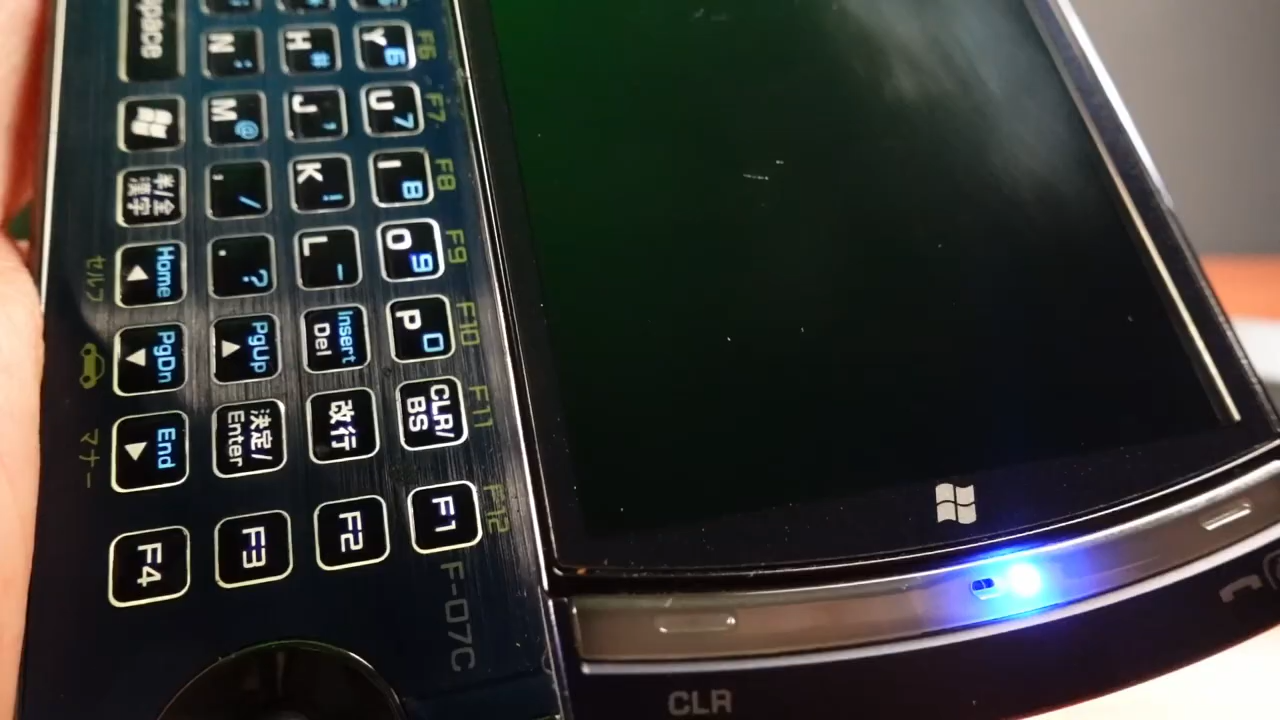 F6 F7 F8 F9 F10 F11 F12
Y 6 U 7 I 8 O 9 P 0 CLR/
BS F1
F-07C
H # J ' K ! L - Insert
Del 改行 F2
N ; M @ , / . ? PgUp
▲ 決定/
Enter F3
pace 半/全
漢字 Home
◀ PgDn
▼ End
▶ F4
セルフ マナー
CLR